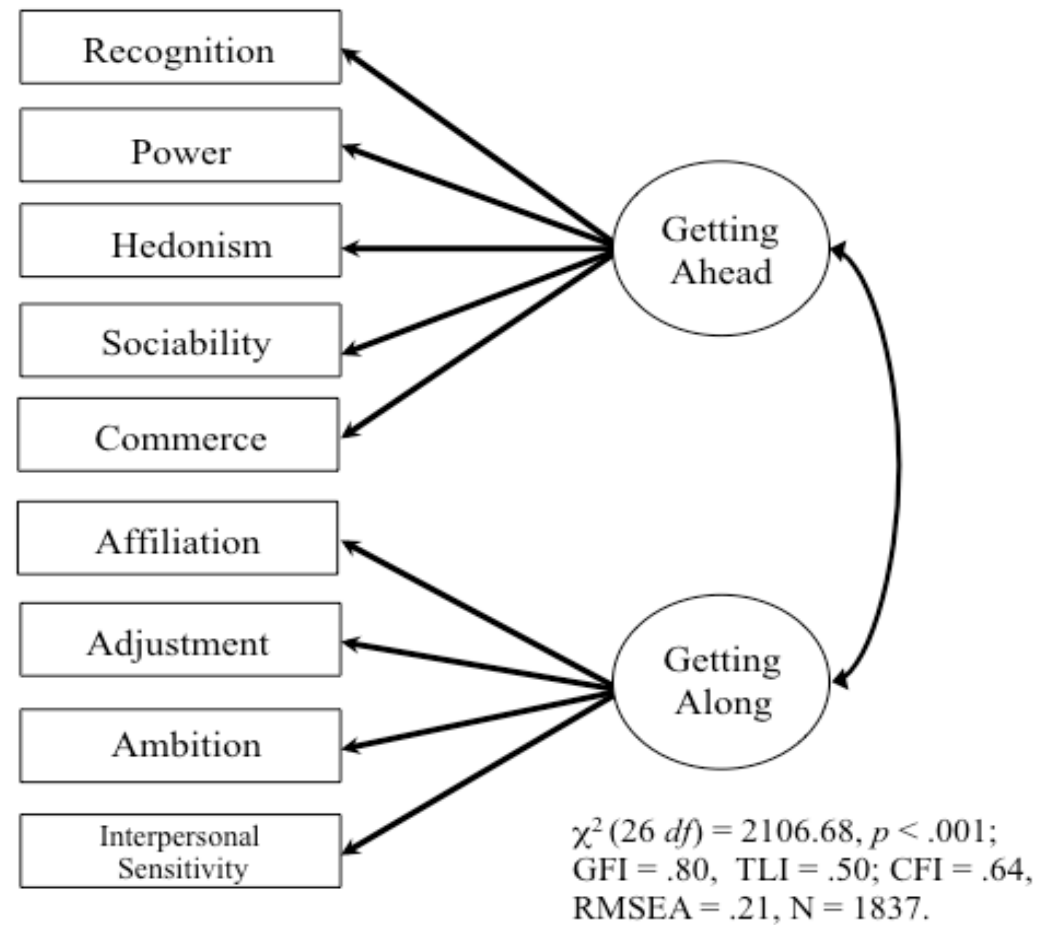 Recognition
Power
Hedonism
Sociability
Commerce
Affiliation
Adjustment
Ambition
Interpersonal
Sensitivity
Getting
Ahead
Getting
Along
χ² (26 df) = 2106.68, p < .001;
GFI = .80, TLI = .50; CFI = .64,
RMSEA = .21, N = 1837.